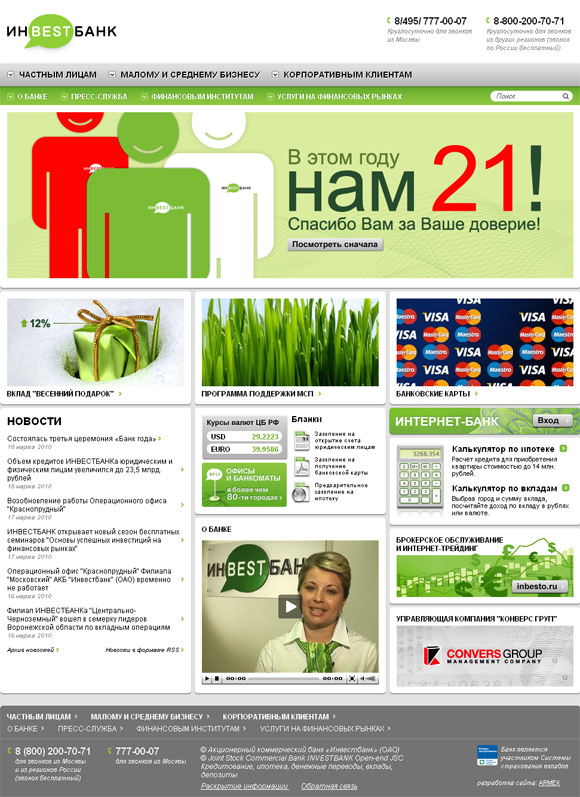 ИНВЕСТБАНК
8/495/ 777-00-07
Круглосуточно для звонков
из Москвы
8-800-200-70-71
Круглосуточно для звонков
из других регионов (звонок
по России бесплатный)
ЧАСТНЫМ ЛИЦАМ
МАЛОМУ И СРЕДНЕМУ БИЗНЕСУ
КОРПОРАТИВНЫМ КЛИЕНТАМ
О БАНКЕ
ПРЕСС-СЛУЖБА
ФИНАНСОВЫМ ИНСТИТУТАМ
УСЛУГИ НА ФИНАНСОВЫХ РЫНКАХ
Поиск
ИНВЕСТБАНК
ИНВЕСТБАНК
ИНВЕСТБАНК
В этом году
нам 21!
Спасибо Вам за Ваше доверие!
Посмотреть сначала
12%
ВКЛАД "ВЕСЕННИЙ ПОДАРОК"
ПРОГРАММА ПОДДЕРЖКИ МСП
VISA
MasterCard
Maestro
БАНКОВСКИЕ КАРТЫ
НОВОСТИ
Состоялась третья церемония «Банк года»
19 марта 2010
Объем кредитов ИНВЕСТБАНКа юридическим и
физическим лицам увеличился до 23,5 млрд.
рублей
18 марта 2010
Возобновление работы Операционного офиса
"Краснопрудный"
17 марта 2010
ИНВЕСТБАНК открывает новый сезон бесплатных
семинаров "Основы успешных инвестиций на
финансовых рынках"
17 марта 2010
Операционный офис "Краснопрудный" Филиала
"Московский" АКБ "Инвестбанк" (ОАО) временно
не работает
16 марта 2010
Филиал ИНВЕСТБАНКа "Центрально-
Черноземный" вошел в семерку лидеров
Воронежской области по вкладным операциям
16 марта 2010
Архив новостей
Новости в формате RSS
Курсы валют ЦБ РФ
USD 29.2223
EURO 39.9586
ОФИСЫ
И БАНКОМАТЫ
в более чем
80-ти городах
Бланки
Заявление на
открытие счета
юридическим лицам
Заявление на
получение
банковской карты
Предварительное
заявление на
ипотеку
О БАНКЕ
ИНВЕСТБАНК
00:00
00:00
ИНТЕРНЕТ-БАНК
Вход
3266.354
Калькулятор по ипотеке
Расчет кредита для приобретения
квартиры стоимостью до 14 млн.
рублей.
Калькулятор по вкладам
Выбрав город и сумму вклада,
посчитайте доход по вкладу в рублях
или валюте.
БРОКЕРСКОЕ ОБСЛУЖИВАНИЕ
И ИНТЕРНЕТ-ТРЕЙДИНГ
inbesto.ru
УПРАВЛЯЮЩАЯ КОМПАНИЯ "КОНВЕРС ГРУП"
CONVERS GROUP
MANAGEMENT COMPANY
ЧАСТНЫМ ЛИЦАМ
МАЛОМУ И СРЕДНЕМУ БИЗНЕСУ
КОРПОРАТИВНЫМ КЛИЕНТАМ
О БАНКЕ
ПРЕСС-СЛУЖБА
ФИНАНСОВЫМ ИНСТИТУТАМ
УСЛУГИ НА ФИНАНСОВЫХ РЫНКАХ
8 (800) 200-70-71
для звонков из Москвы
и из регионов России
(звонок бесплатный)
777-00-07
для звонков
из Москвы
© Акционерный коммерческий банк «Инвестбанк» (ОАО)
© Joint Stock Commercial Bank INVESTBANK Open-end JSC
Кредитование, ипотека, денежные переводы, вклады,
депозиты
Раскрытие информации
Обратная связь
Банк является
участником Системы
страхования вкладов
разработка сайта: ARMEX